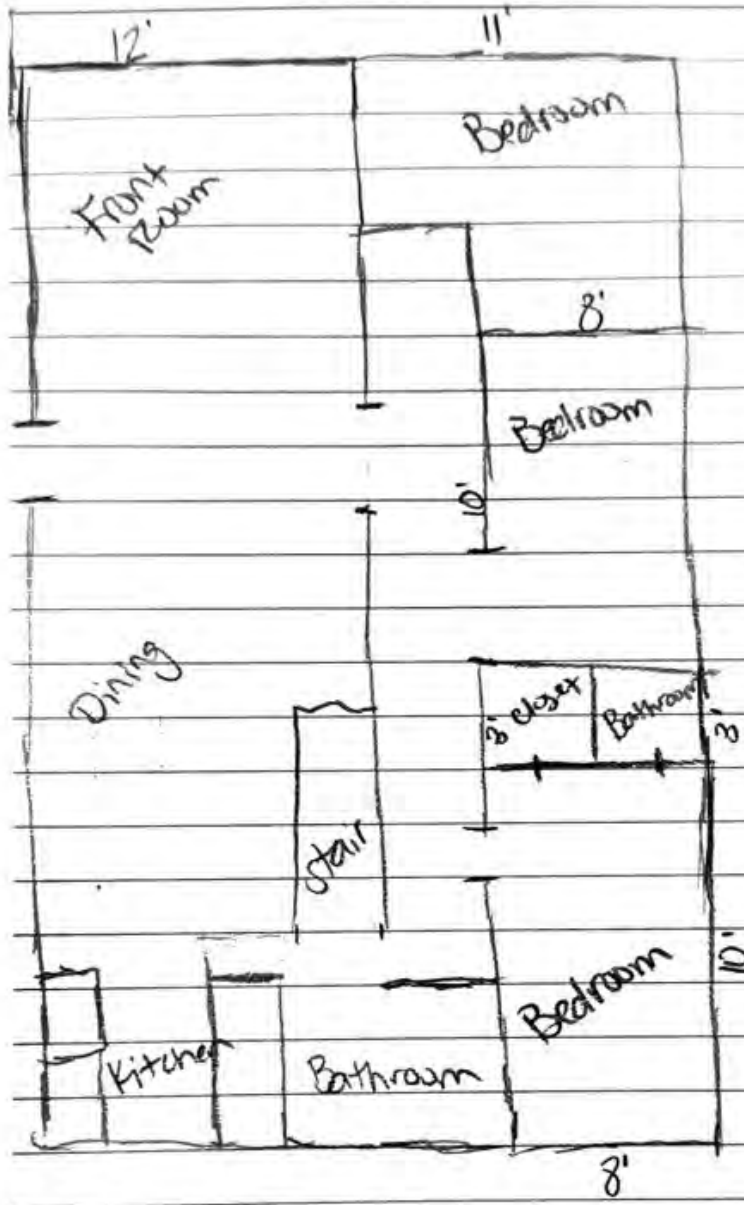 12'
11'
Bedroom
Front
Room
8'
Bedroom
10'
Dining
3' closet
Bathroom
3'
Stair
10'
Bedroom
Kitchen
Bathroom
8'